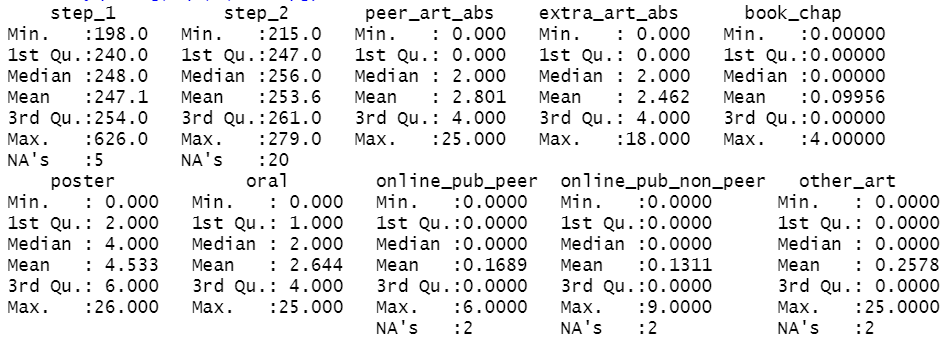 step_1 step_2 peer_art_abs extra_art_abs book_chap
Min. :198.0 Min. :215.0 Min. : 0.000 Min. : 0.000 Min. :0.00000
1st Qu.:240.0 1st Qu.:247.0 1st Qu.: 0.000 1st Qu.: 0.000 1st Qu.:0.00000
Median :248.0 Median :256.0 Median : 2.000 Median : 2.000 Median :0.00000
Mean :247.1 Mean :253.6 Mean : 2.801 Mean : 2.462 Mean :0.09956
3rd Qu.:254.0 3rd Qu.:261.0 3rd Qu.: 4.000 3rd Qu.: 4.000 3rd Qu.:0.00000
Max. :626.0 Max. :279.0 Max. :25.000 Max. :18.000 Max. :4.00000
NA's :5 NA's :20
poster oral online_pub_peer online_pub_non_peer other_art
Min. : 0.000 Min. : 0.000 Min. :0.0000 Min. :0.0000 Min. : 0.0000
1st Qu.: 2.000 1st Qu.: 1.000 1st Qu.:0.0000 1st Qu.:0.0000 1st Qu.: 0.0000
Median : 4.000 Median : 2.000 Median :0.0000 Median :0.0000 Median : 0.0000
Mean : 4.533 Mean : 2.644 Mean :0.1689 Mean :0.1311 Mean : 0.2578
3rd Qu.: 6.000 3rd Qu.: 4.000 3rd Qu.:0.0000 3rd Qu.:0.0000 3rd Qu.: 0.0000
Max. :26.000 Max. :25.000 Max. :6.0000 Max. :9.0000 Max. :25.0000
NA's :2 NA's :2 NA's :2